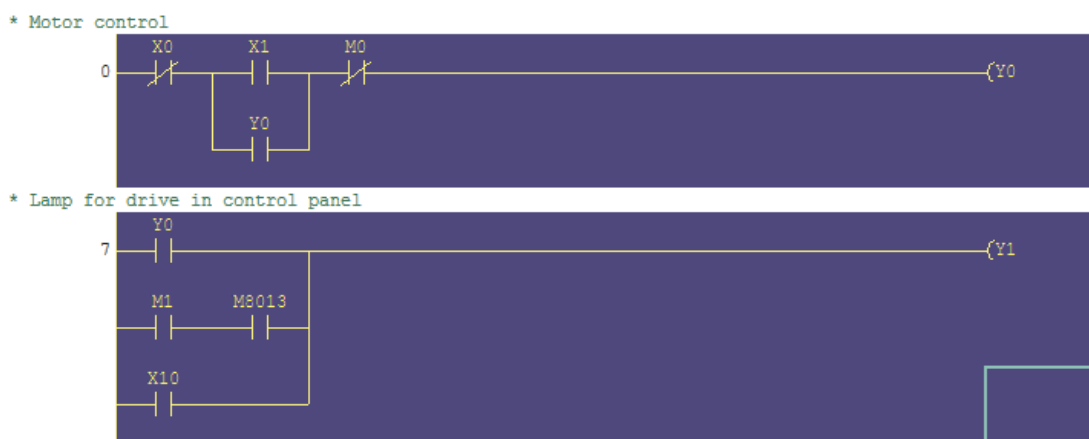 * Motor control
X0 X1 M0
0 (Y0
Y0
* Lamp for drive in control panel
Y0
7 (Y1
M1 M8013
X10